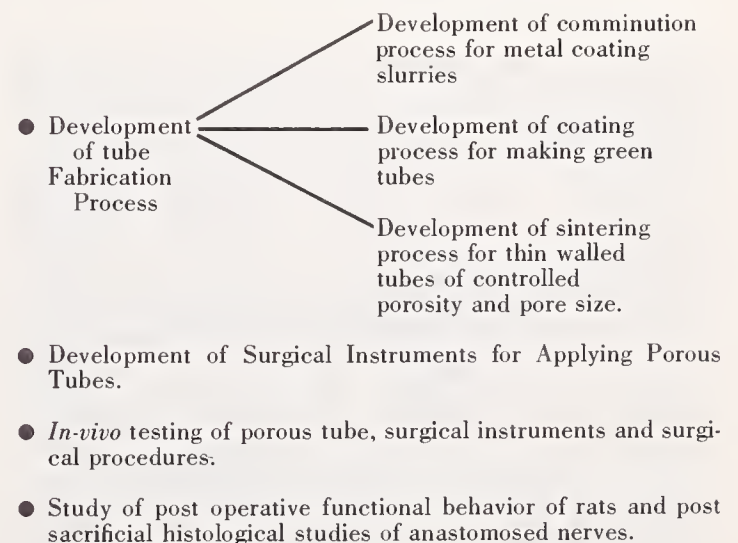 Development of comminution
process for metal coating
slurries
● Development
of tube
Fabrication
Process
Development of coating
process for making green
tubes
Development of sintering
process for thin walled
tubes of controlled
porosity and pore size.
● Development of Surgical Instruments for Applying Porous
Tubes.
● In-vivo testing of porous tube, surgical instruments and surgi-
cal procedures.
● Study of post operative functional behavior of rats and post
sacrificial histological studies of anastomosed nerves.